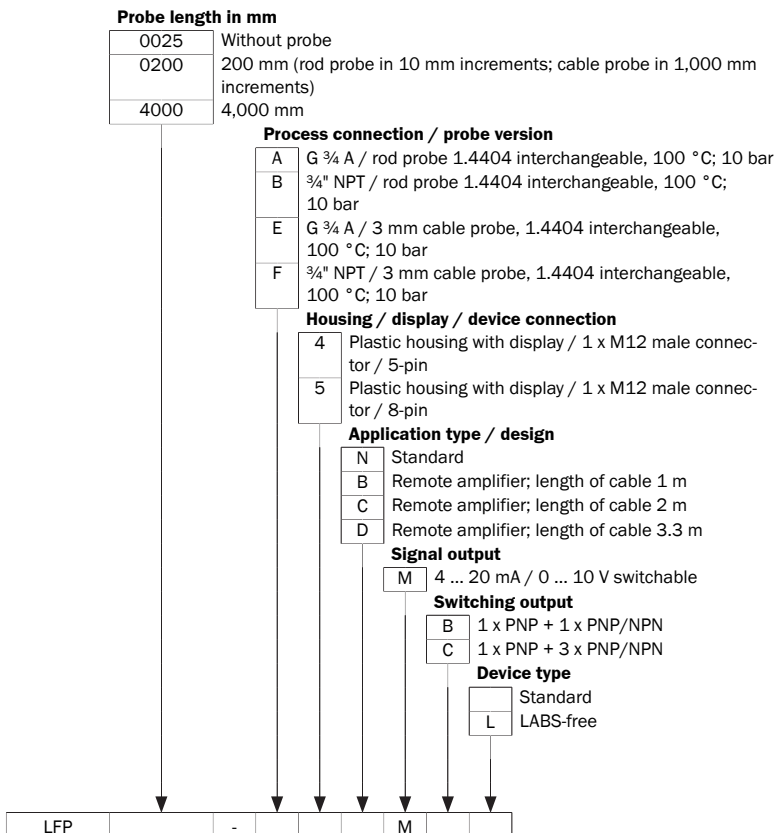 Probe length in mm
0025 Without probe
0200 200 mm (rod probe in 10 mm increments; cable probe in 1,000 mm
increments)
4000 4,000 mm
Process connection / probe version
A G ¾ A / rod probe 1.4404 interchangeable, 100 °C; 10 bar
B ¾" NPT / rod probe 1.4404 interchangeable, 100 °C;
10 bar
E G ¾ A / 3 mm cable probe, 1.4404 interchangeable,
100 °C; 10 bar
F ¾" NPT / 3 mm cable probe, 1.4404 interchangeable,
100 °C; 10 bar
Housing / display / device connection
4 Plastic housing with display / 1 x M12 male connec-
tor / 5-pin
5 Plastic housing with display / 1 x M12 male connec-
tor / 8-pin
Application type / design
N Standard
B Remote amplifier; length of cable 1 m
C Remote amplifier; length of cable 2 m
D Remote amplifier; length of cable 3.3 m
Signal output
M 4 ... 20 mA / 0 ... 10 V switchable
Switching output
B 1 x PNP + 1 x PNP/NPN
C 1 x PNP + 3 x PNP/NPN
Device type
Standard
L LABS-free
LFP - M